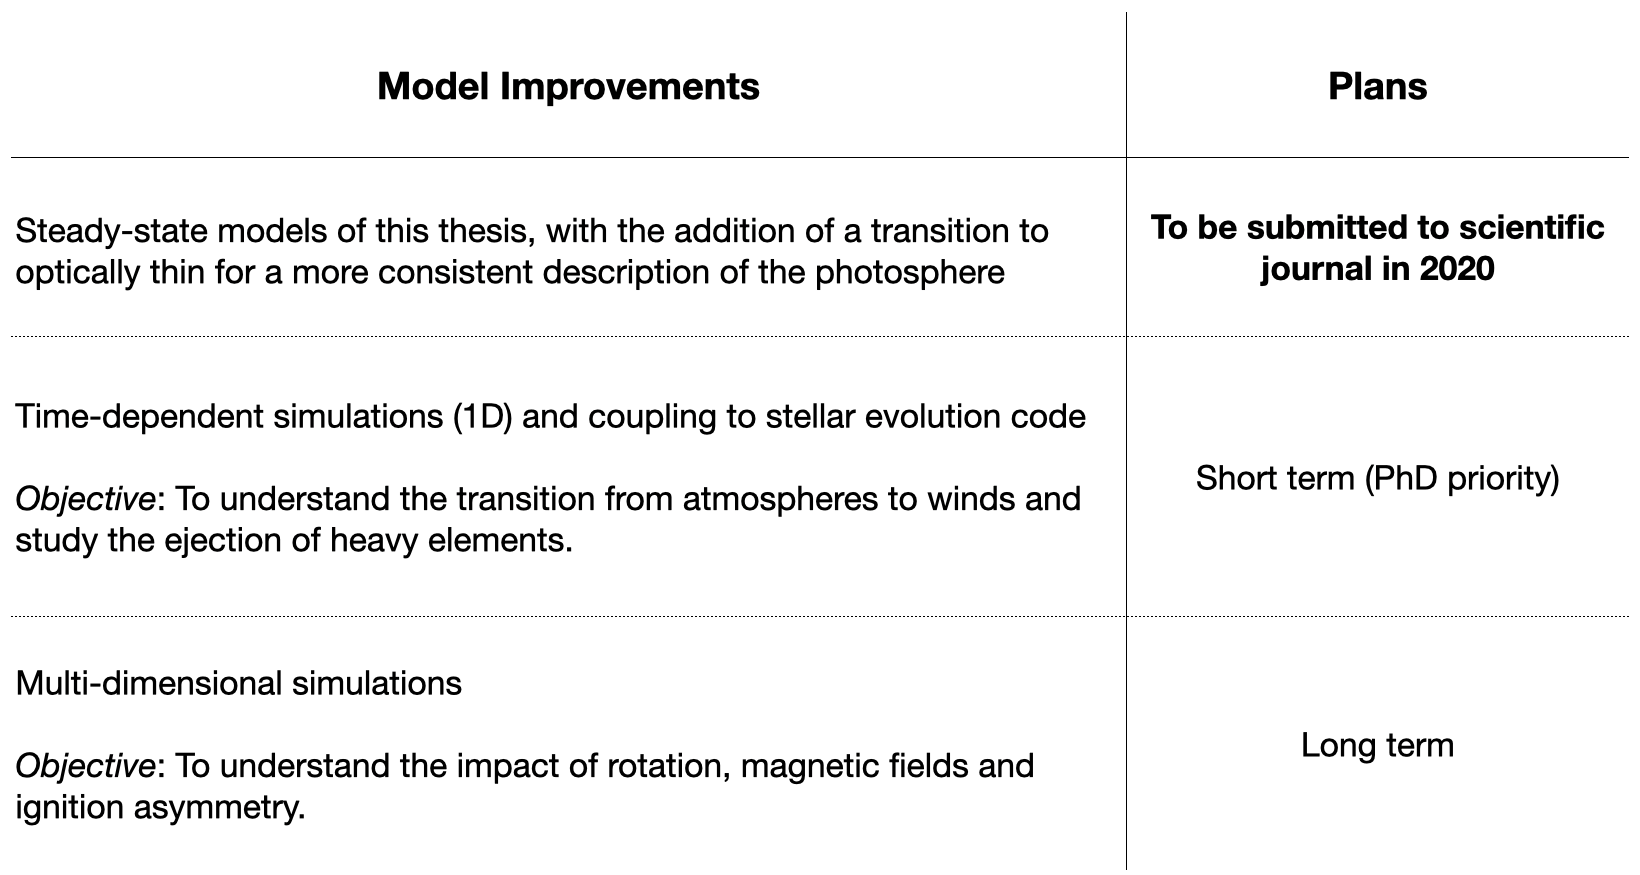 Model Improvements
Plans
Steady-state models of this thesis, with the addition of a transition to
optically thin for a more consistent description of the photosphere
To be submitted to scientific
journal in 2020
Time-dependent simulations (1D) and coupling to stellar evolution code
Objective: To understand the transition from atmospheres to winds and
study the ejection of heavy elements.
Short term (PhD priority)
Multi-dimensional simulations
Objective: To understand the impact of rotation, magnetic fields and
ignition asymmetry.
Long term